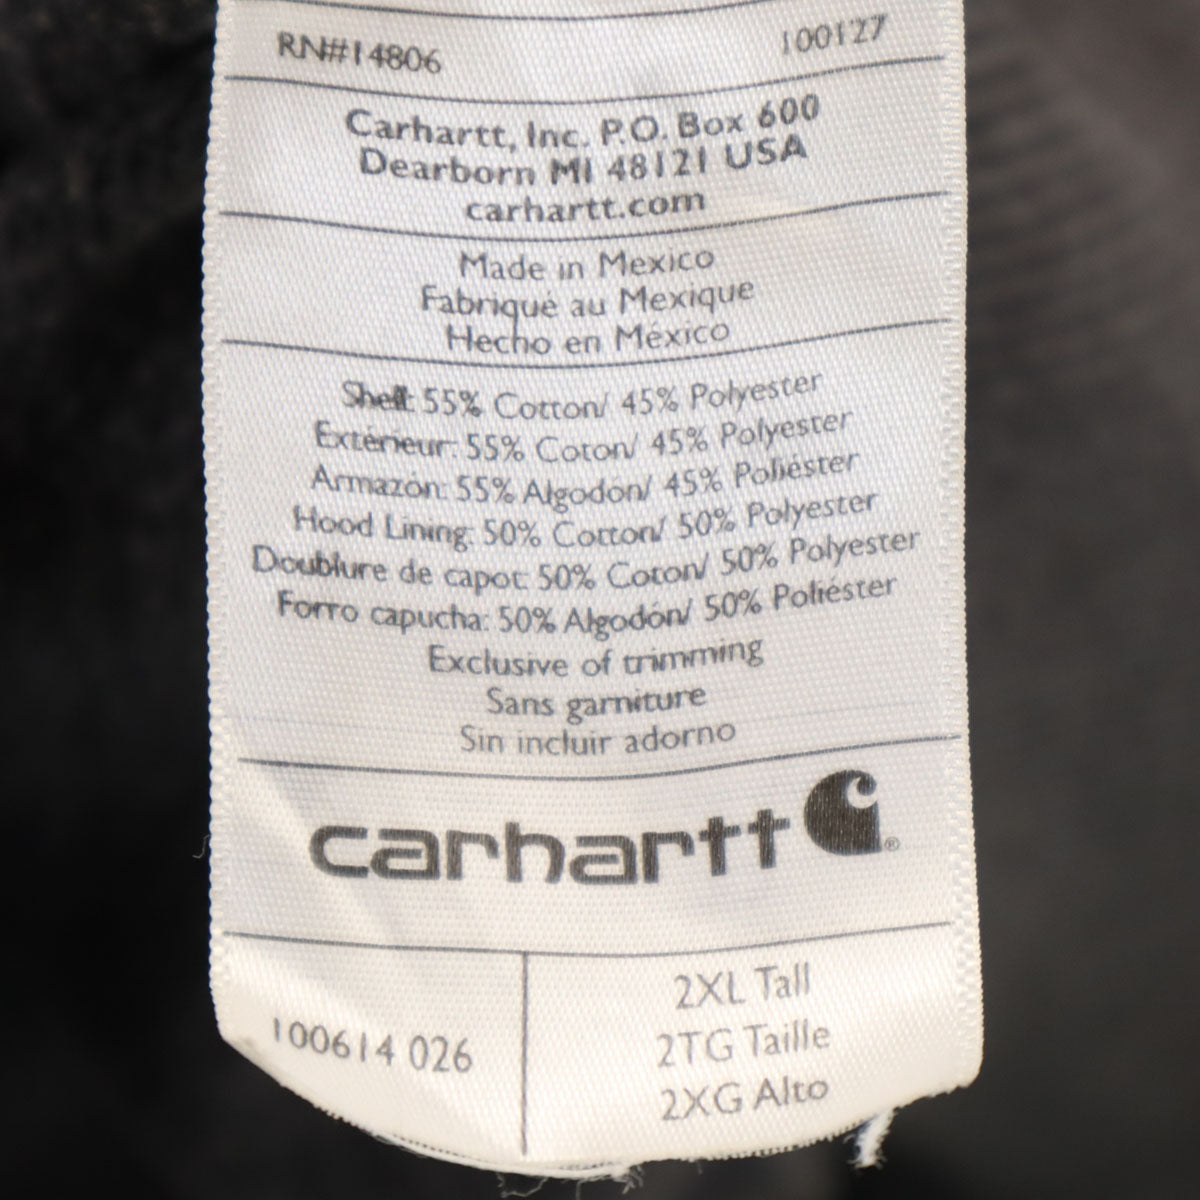 RN#14806 100127
Carhartt, Inc. P.O. Box 600
Dearborn MI 48121 USA
carhartt.com
Made in Mexico
Fabriqué au Mexique
Hecho en México
Shell: 55% Cotton/ 45% Polyester
Extérieur: 55% Coton/ 45% Polyester
Armazón: 55% Algodón/ 45% Poliéster
Hood Lining: 50% Cotton/ 50% Polyester
Doublure de capot: 50% Coton/ 50% Polyester
Forro capucha: 50% Algodón/ 50% Poliéster
Exclusive of trimming
Sans garniture
Sin incluir adorno
carhartt ®
100614 026
2XL Tall
2TG Taille
2XG Alto